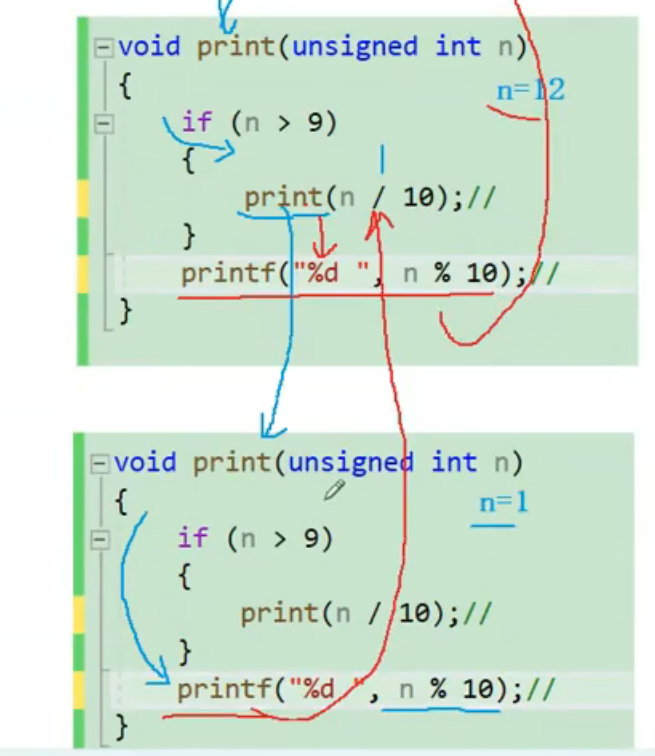 void print(unsigned int n)
{
n=12
if (n > 9)
{
print(n / 10);//
}
printf("%d ", n % 10);//
}
void print(unsigned int n)
{
n=1
if (n > 9)
{
print(n / 10);//
}
printf("%d ", n % 10);//
}